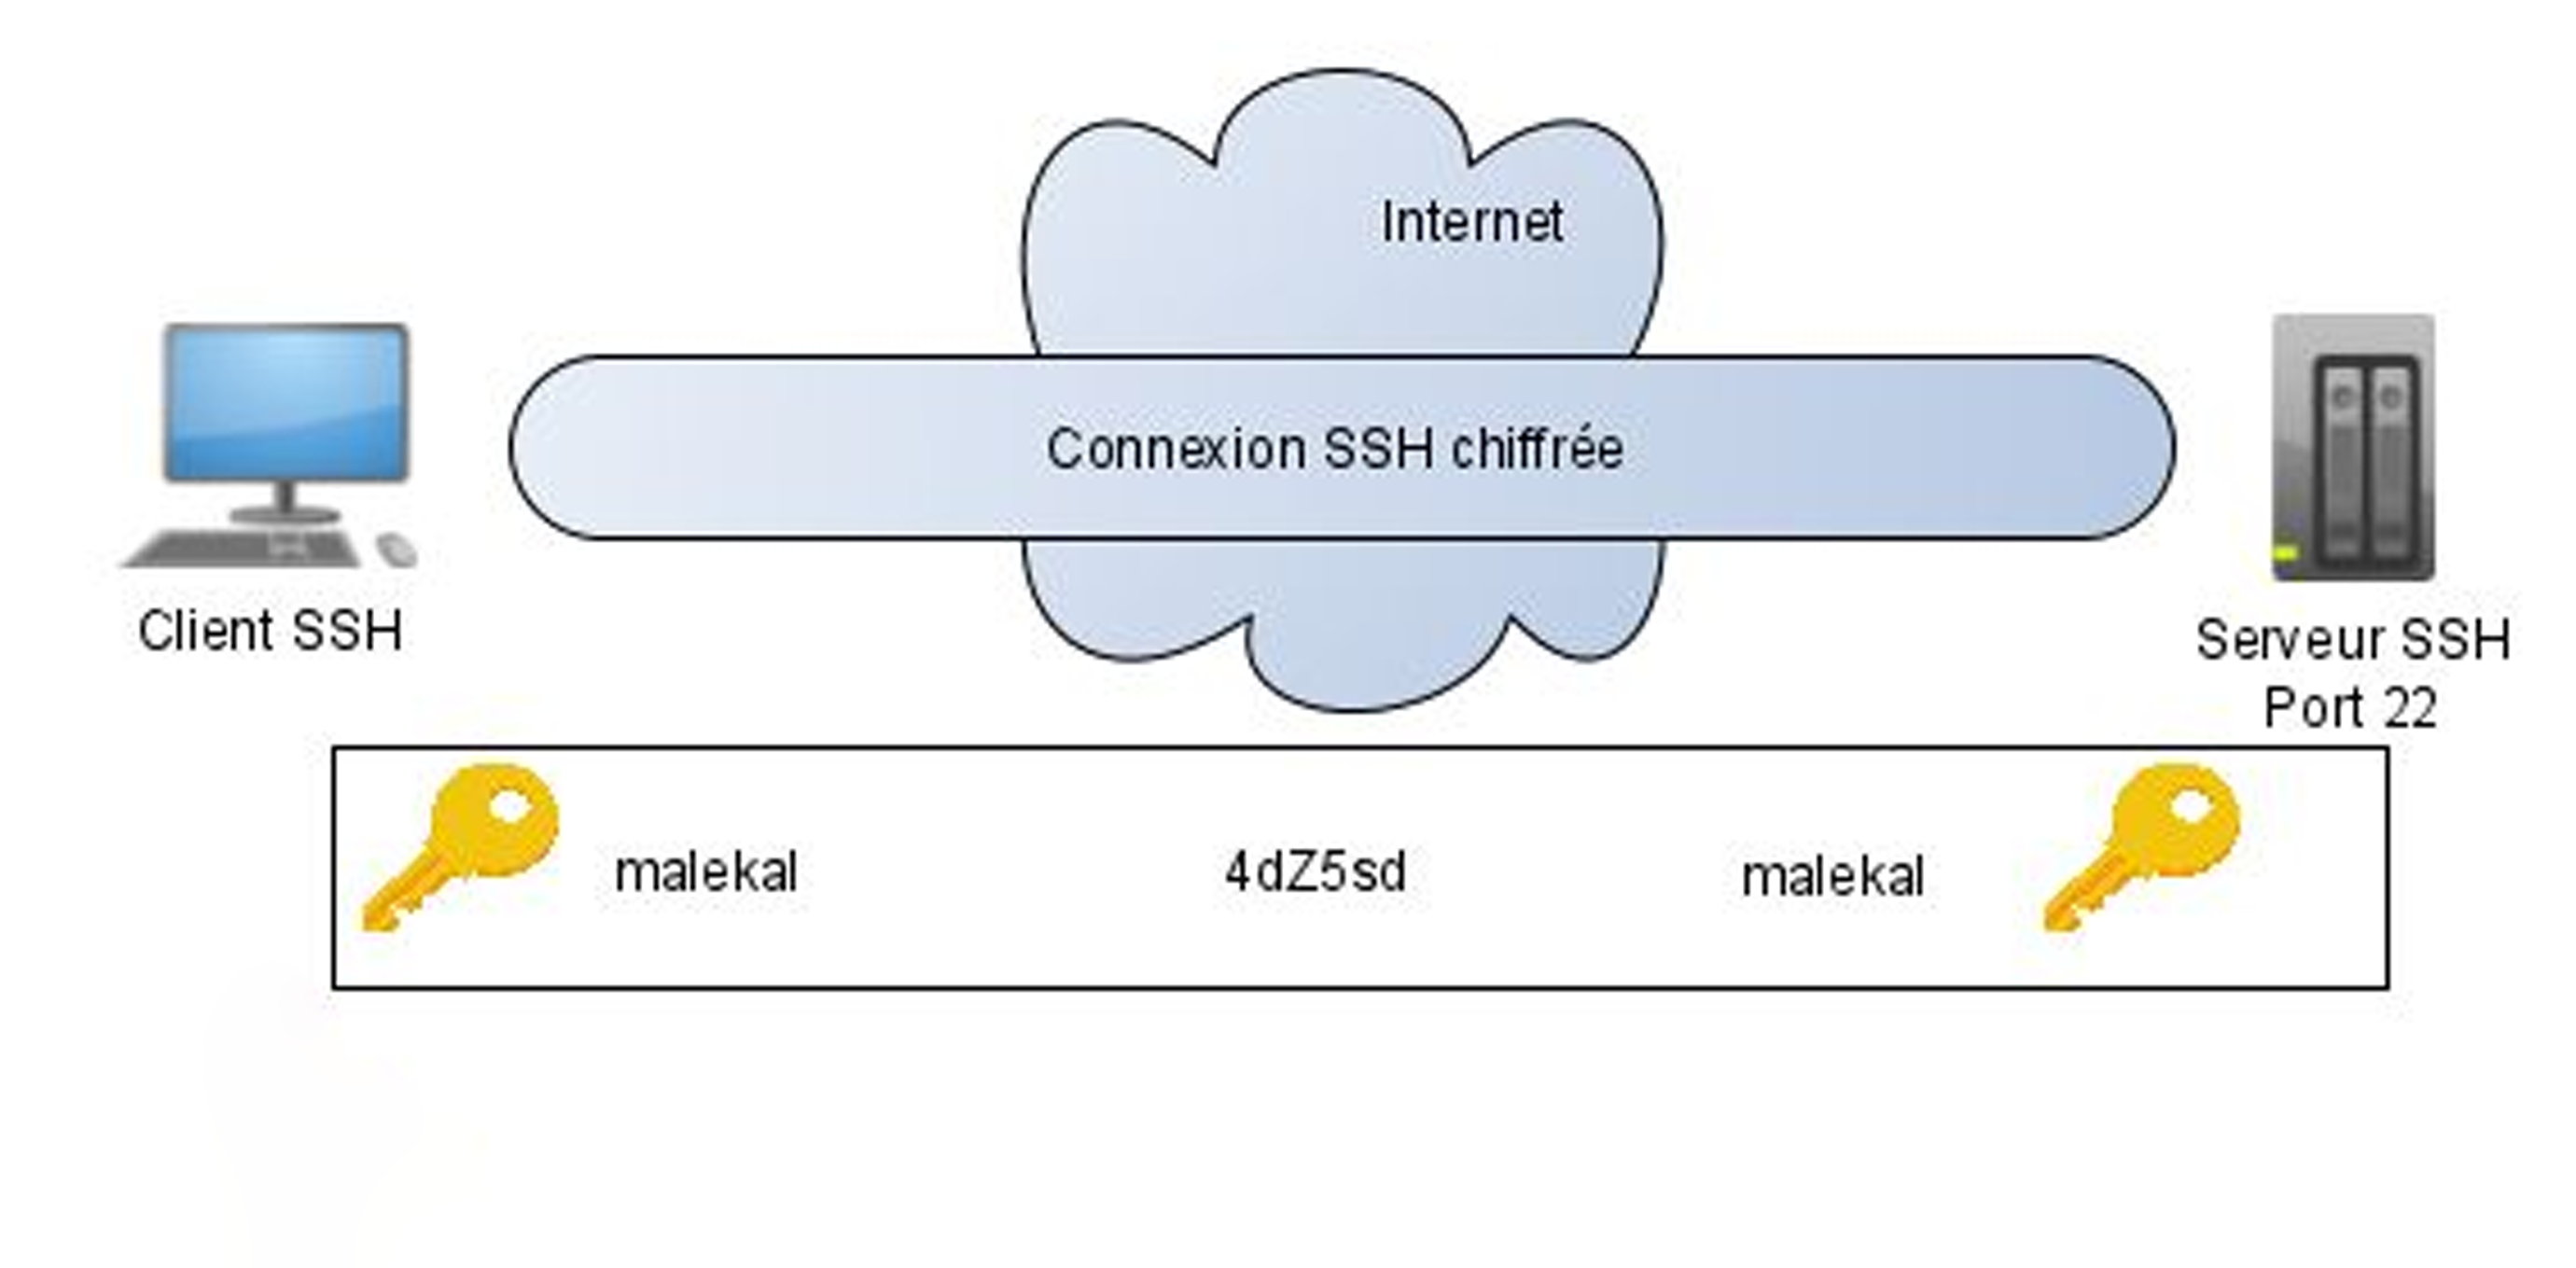 Internet
Connexion SSH chiffrée
Client SSH
Serveur SSH
Port 22
malekal
4dZ5sd
malekal